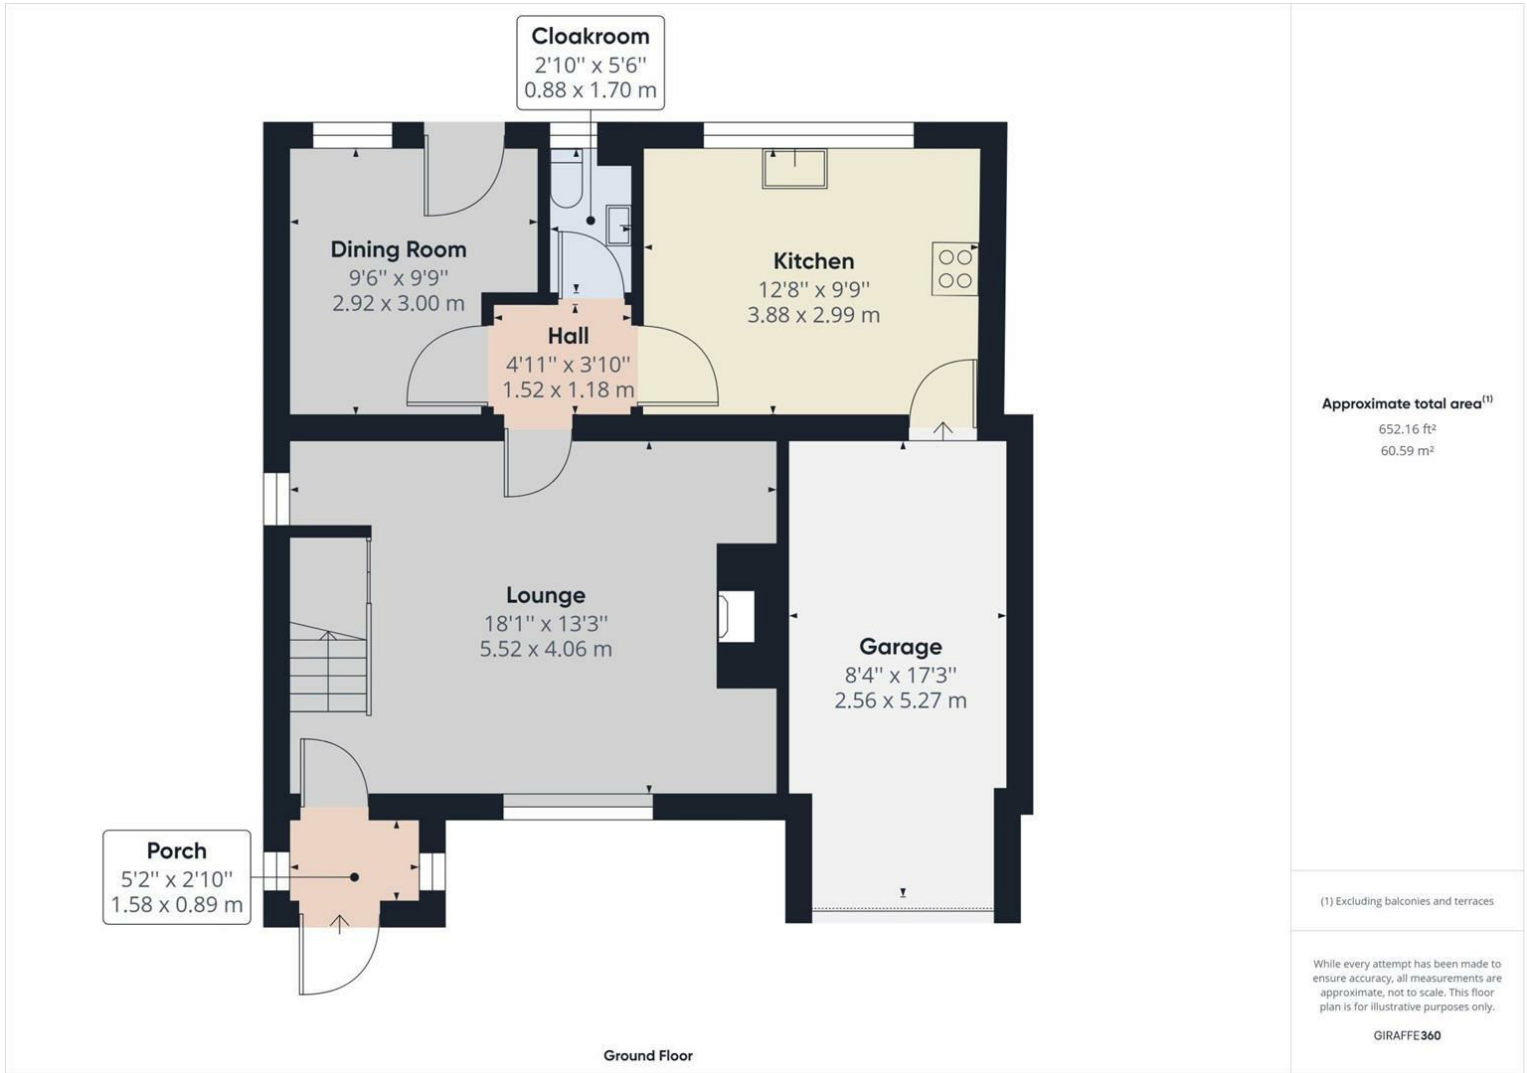 Cloakroom
2'10'' x 5'6''
0.88 x 1.70 m
Dining Room
9'6'' x 9'9''
2.92 x 3.00 m
Kitchen
12'8'' x 9'9''
3.88 x 2.99 m
Hall
4'11'' x 3'10''
1.52 x 1.18 m
Lounge
18'1'' x 13'3''
5.52 x 4.06 m
Garage
8'4'' x 17'3''
2.56 x 5.27 m
Porch
5'2'' x 2'10''
1.58 x 0.89 m
Ground Floor
Approximate total area(1)
652.16 ft²
60.59 m²
(1) Excluding balconies and terraces
While every attempt has been made to
ensure accuracy, all measurements are
approximate, not to scale. This floor
plan is for illustrative purposes only.
GIRAFFE360